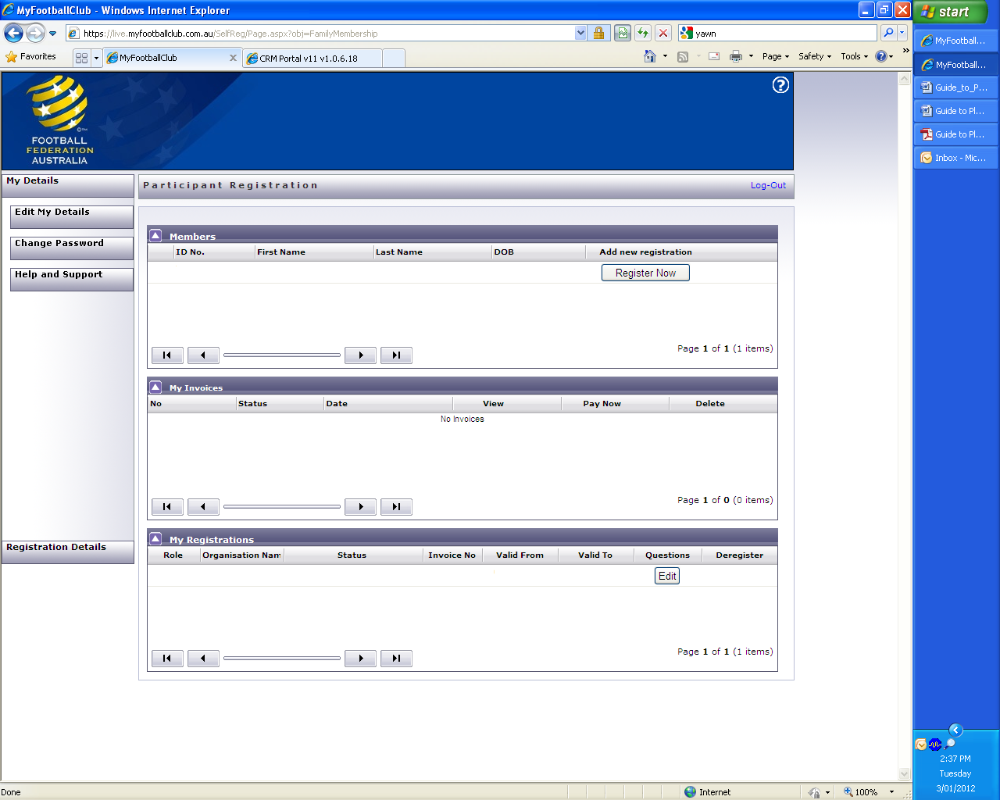 MyFootballClub - Windows Internet Explorer
start
https://live.myfootballclub.com.au/SelfReg/Page.aspx?obj=FamilyMembership
yawn
MyFootball...
Favorites
MyFootballClub
CRM Portal v11 v1.0.6.18
Page
Safety
Tools
MyFootball...
Guide_to_P...
Guide to Pl...
Guide to Pl...
Inbox - Mic...
FOOTBALL
FEDERATION
AUSTRALIA
My Details
Participant Registration
Log-Out
Edit My Details
Change Password
Help and Support
Members
ID No. First Name Last Name DOB Add new registration
Register Now
Page 1 of 1 (1 items)
My Invoices
No Status Date View Pay Now Delete
No Invoices
Page 1 of 0 (0 items)
My Registrations
Registration Details
Role Organisation Nam Status Invoice No Valid From Valid To Questions Deregister
Edit
Page 1 of 1 (1 items)
2:37 PM
Tuesday
3/01/2012
Done
Internet
100%